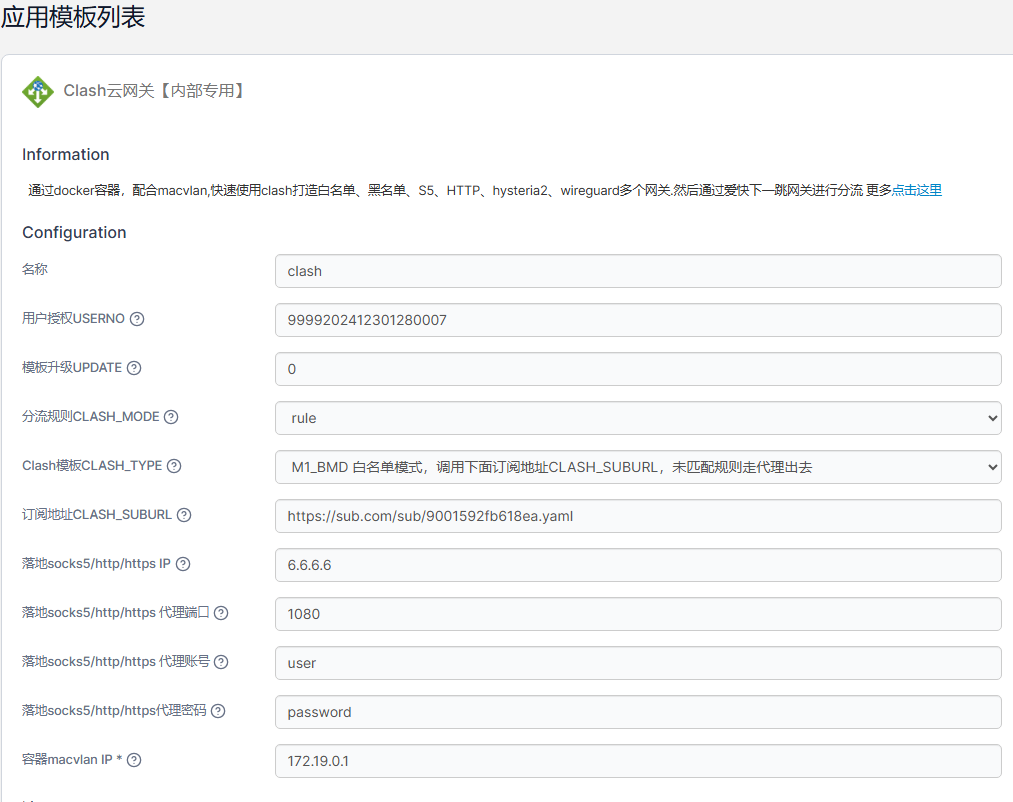 应用模板列表
Clash云网关【内部专用】
Information
通过docker容器，配合macvlan,快速使用clash打造白名单、黑名单、S5、HTTP、hysteria2、wireguard多个网关.然后通过爱快下一跳网关进行分流 更多点击这里
Configuration
名称
clash
用户授权USERNO
9999202412301280007
模板升级UPDATE
0
分流规则CLASH_MODE
rule
Clash模板CLASH_TYPE
M1_BMD 白名单模式，调用下面订阅地址CLASH_SUBURL，未匹配规则走代理出去
订阅地址CLASH_SUBURL
https://sub.com/sub/9001592fb618ea.yaml
落地socks5/http/https IP
6.6.6.6
落地socks5/http/https 代理端口
1080
落地socks5/http/https 代理账号
user
落地socks5/http/https代理密码
password
容器macvlan IP *
172.19.0.1